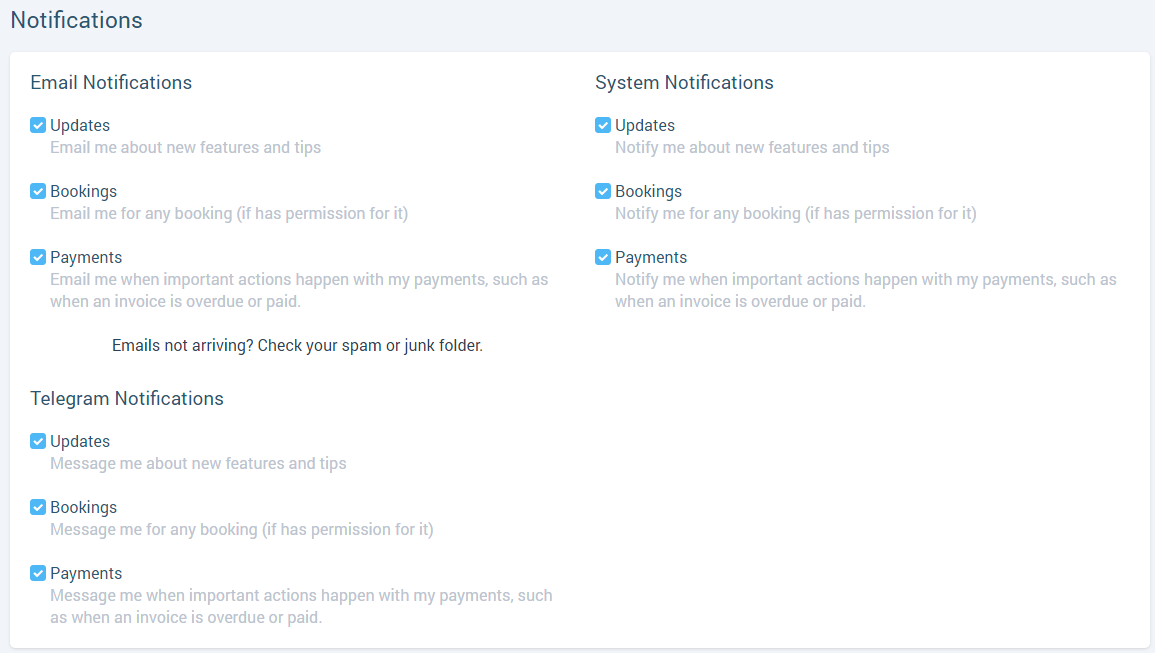 Notifications
Email Notifications
Updates
Email me about new features and tips
Bookings
Email me for any booking (if has permission for it)
Payments
Email me when important actions happen with my payments, such as
when an invoice is overdue or paid.
Emails not arriving? Check your spam or junk folder.
System Notifications
Updates
Notify me about new features and tips
Bookings
Notify me for any booking (if has permission for it)
Payments
Notify me when important actions happen with my payments, such as
when an invoice is overdue or paid.
Telegram Notifications
Updates
Message me about new features and tips
Bookings
Message me for any booking (if has permission for it)
Payments
Message me when important actions happen with my payments, such
as when an invoice is overdue or paid.